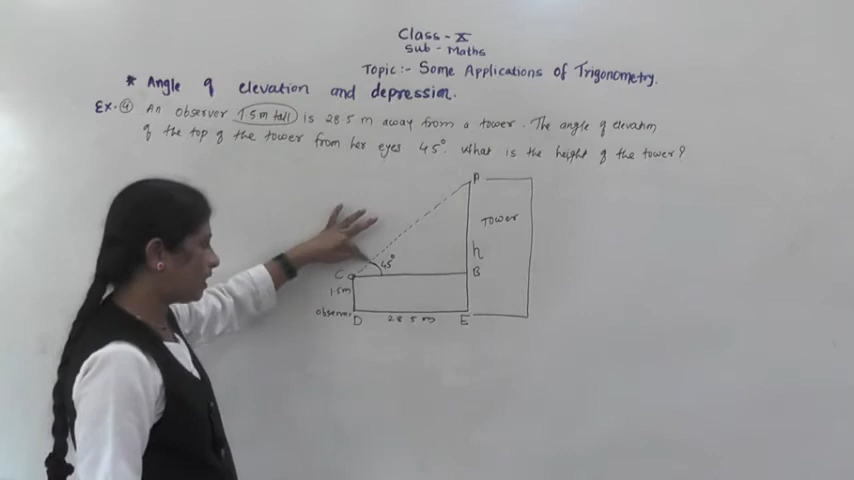 Class - X
Sub - Maths
Topic :- Some Applications of Trigonometry.
* Angle of elevation and depression.
Ex. 4 An observer 1.5m tall is 28.5 m away from a tower. The angle of elevation
of the top of the tower from her eyes 45°. What is the height of the tower?
A
Tower
h
45°
C
B
1.5m
observer
D
28.5 m
E